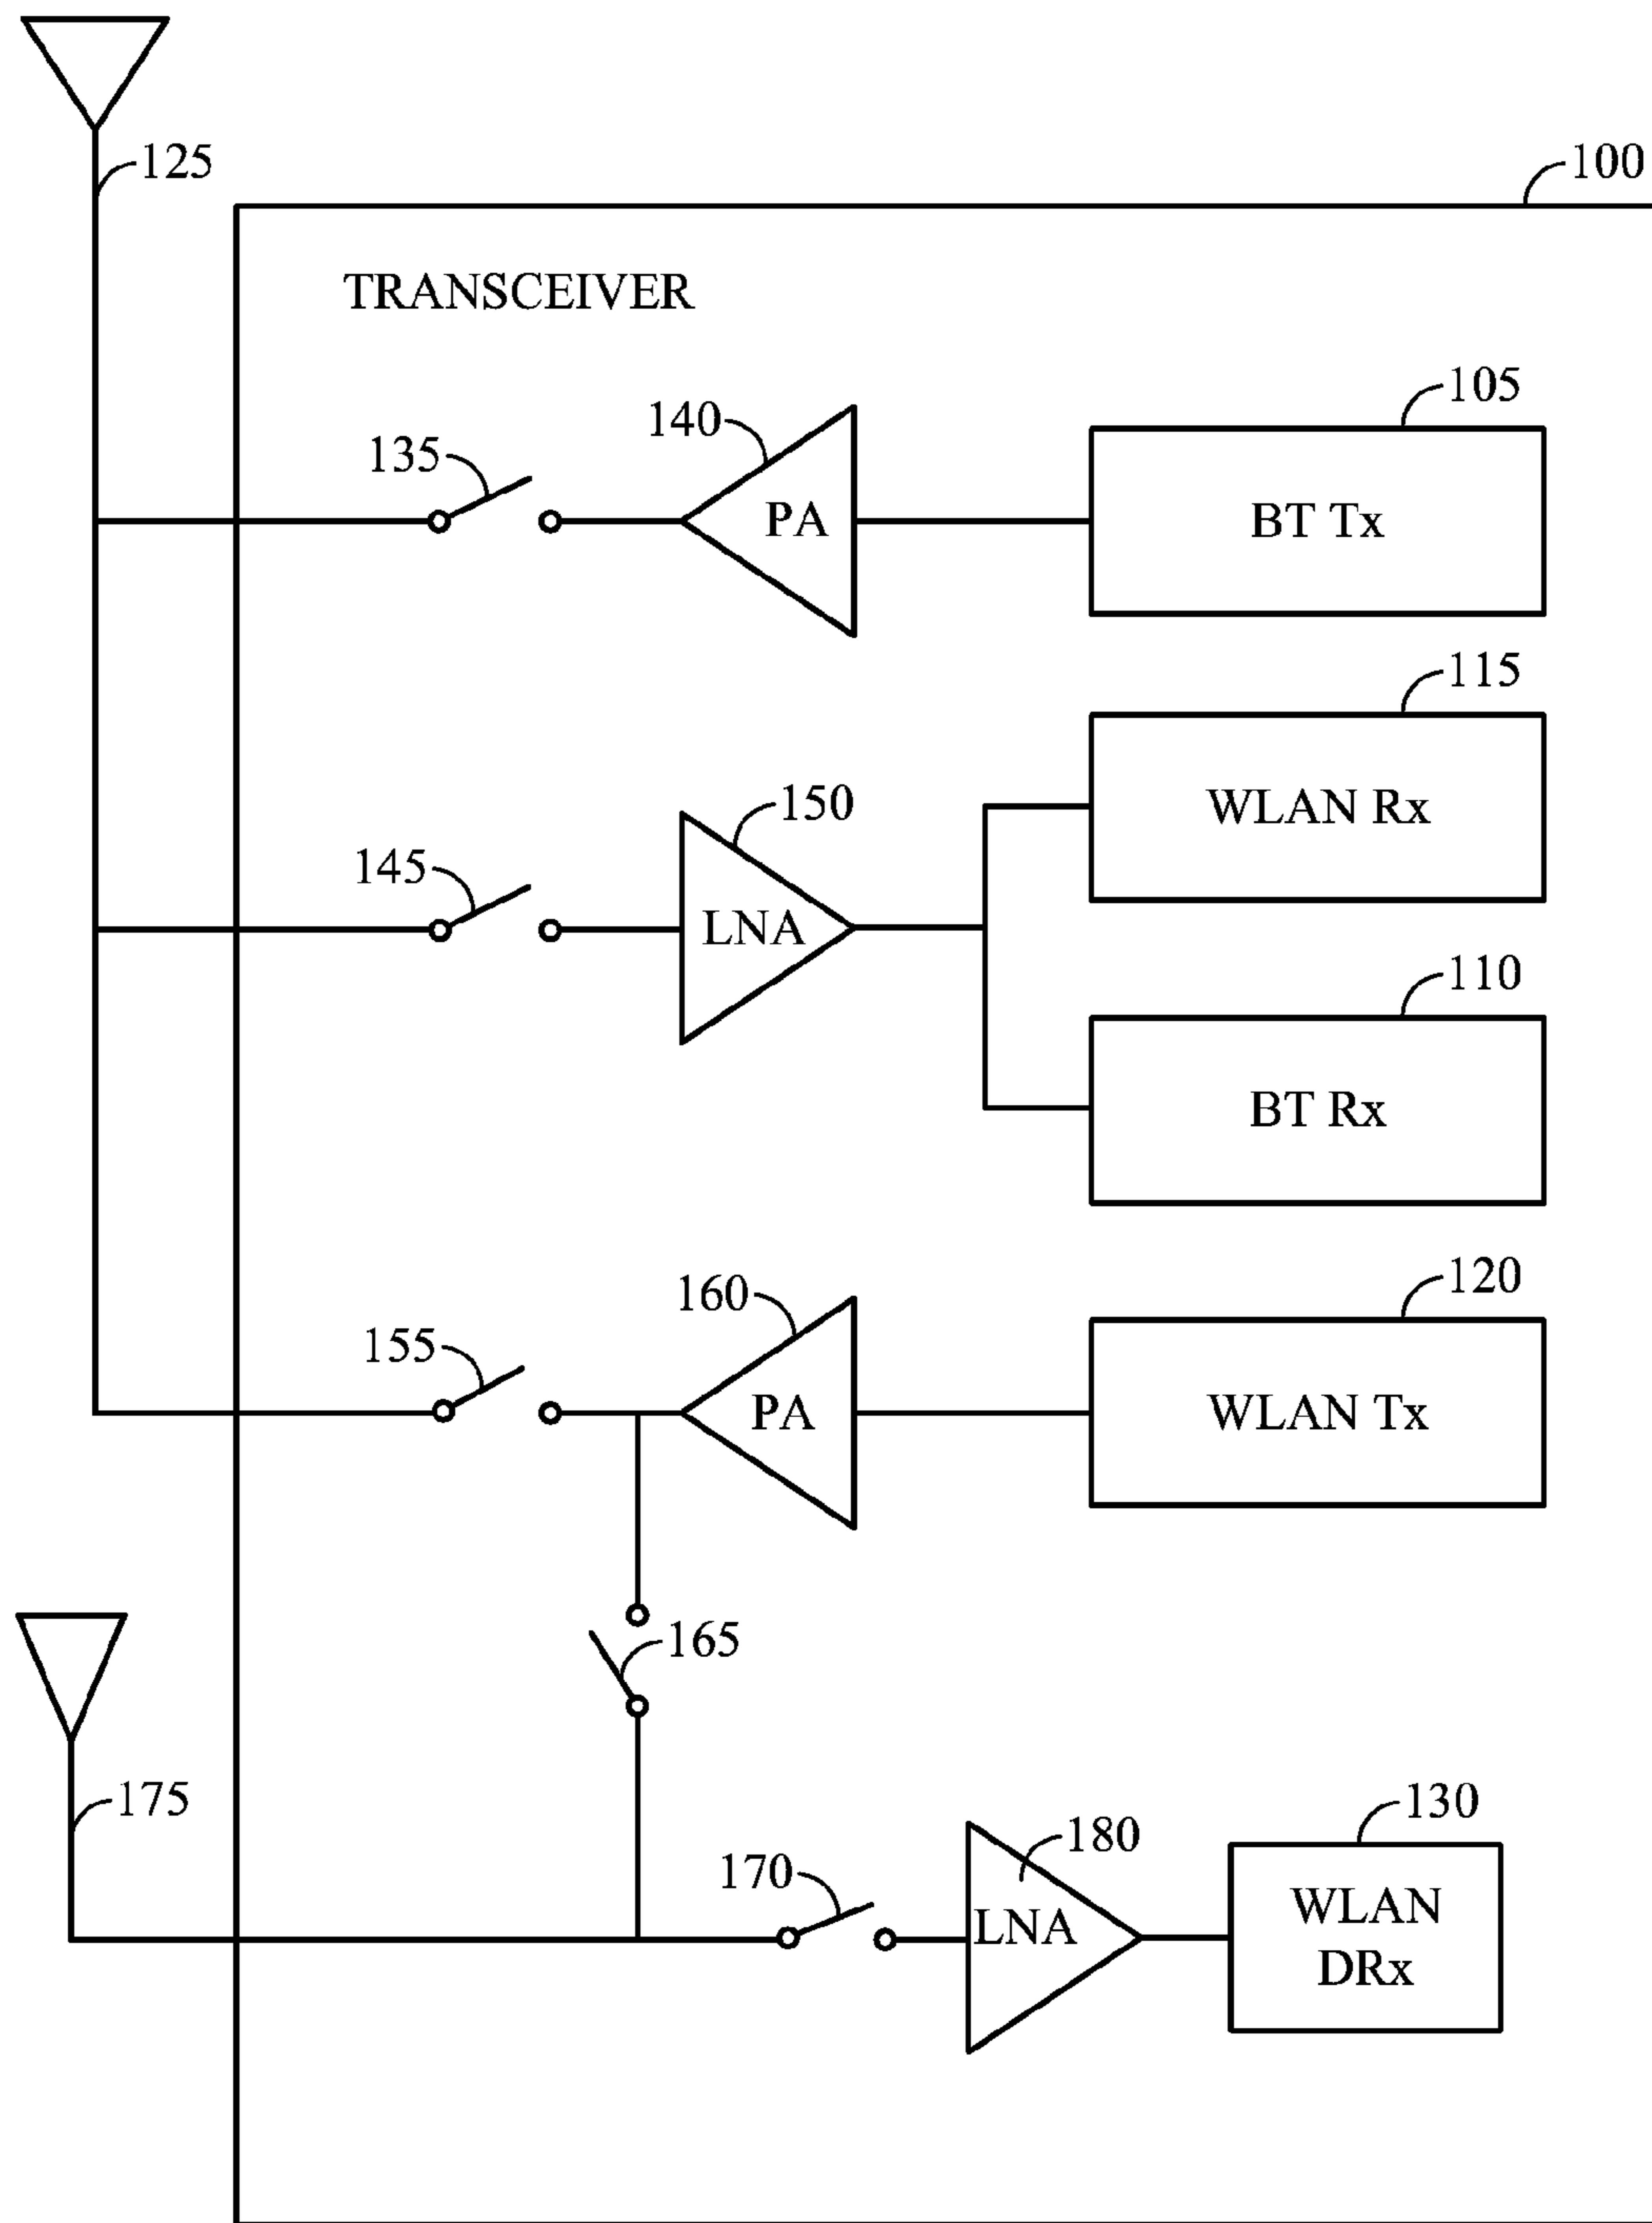 125
100
TRANSCEIVER
105
140
135
PA
BT Tx
115
150
WLAN Rx
145
LNA
110
BT Rx
120
160
155
PA
WLAN Tx
165
175
130
180
170
LNA
WLAN
DRx